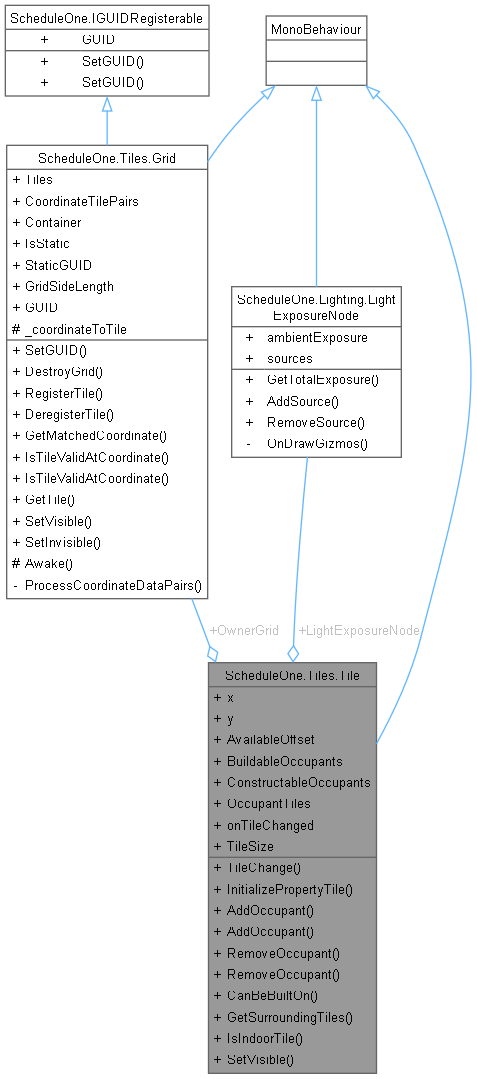 ScheduleOne.IGUIDRegisterable
+ GUID
+ SetGUID()
+ SetGUID()
MonoBehaviour
ScheduleOne.Tiles.Grid
+ Tiles
+ CoordinateTilePairs
+ Container
+ IsStatic
+ StaticGUID
+ GridSideLength
+ GUID
# _coordinateToTile
+ SetGUID()
+ DestroyGrid()
+ RegisterTile()
+ DeregisterTile()
+ GetMatchedCoordinate()
+ IsTileValidAtCoordinate()
+ IsTileValidAtCoordinate()
+ GetTile()
+ SetVisible()
+ SetInvisible()
# Awake()
- ProcessCoordinateDataPairs()
ScheduleOne.Lighting.Light
ExposureNode
+ ambientExposure
+ sources
+ GetTotalExposure()
+ AddSource()
+ RemoveSource()
- OnDrawGizmos()
+OwnerGrid
+LightExposureNode
ScheduleOne.Tiles.Tile
+ x
+ y
+ AvailableOffset
+ BuildableOccupants
+ ConstructableOccupants
+ OccupantTiles
+ onTileChanged
+ TileSize
+ TileChange()
+ InitializePropertyTile()
+ AddOccupant()
+ AddOccupant()
+ RemoveOccupant()
+ RemoveOccupant()
+ CanBeBuiltOn()
+ GetSurroundingTiles()
+ IsIndoorTile()
+ SetVisible()